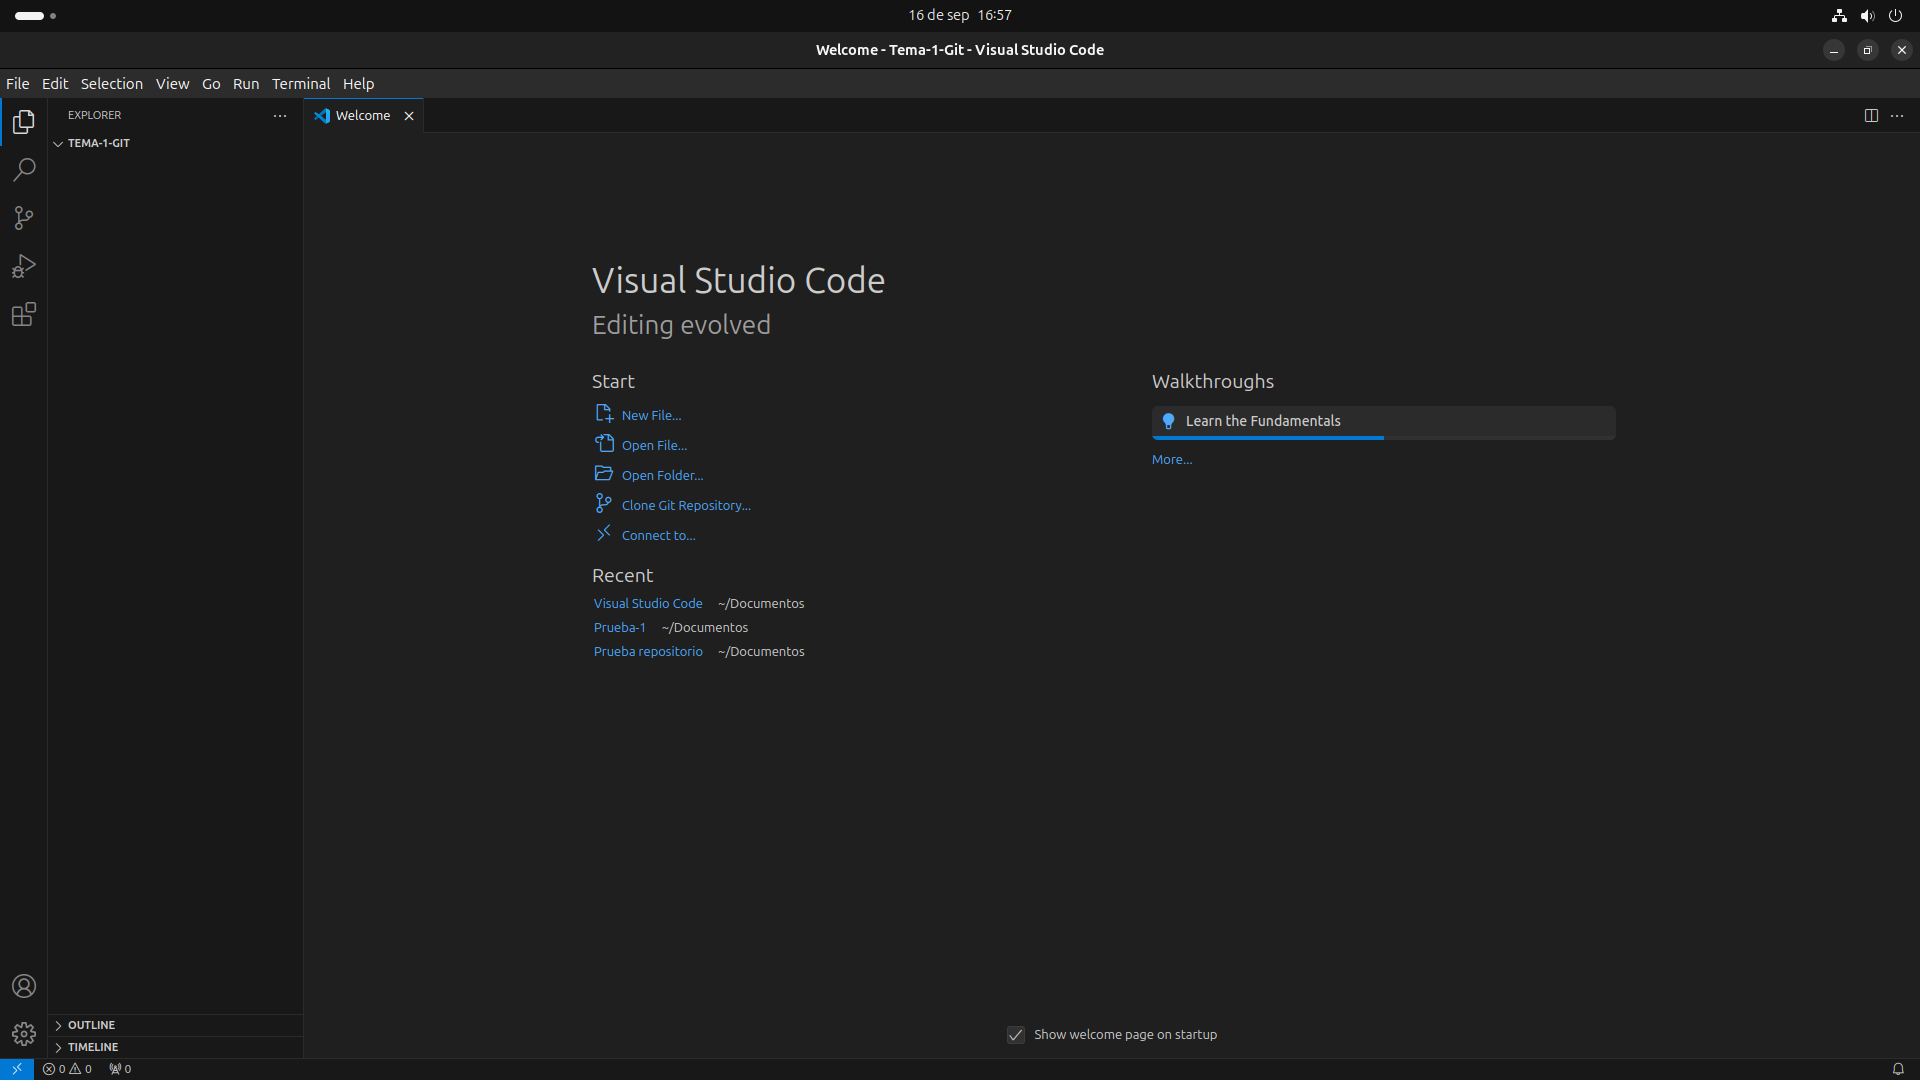 16 de sep 16:57
Welcome - Tema-1-Git - Visual Studio Code
File Edit Selection View Go Run Terminal Help
EXPLORER
TEMA-1-GIT
Welcome
Visual Studio Code
Editing evolved
Start
New File...
Open File...
Open Folder...
Clone Git Repository...
Connect to...
Recent
Visual Studio Code ~/Documentos
Prueba-1 ~/Documentos
Prueba repositorio ~/Documentos
Walkthroughs
Learn the Fundamentals
More...
Show welcome page on startup
OUTLINE
TIMELINE
0 0 0